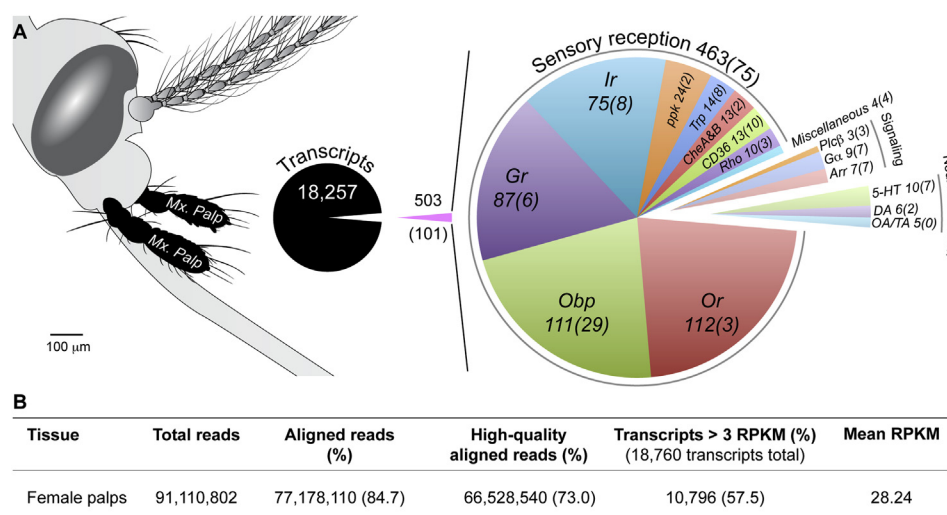 A
Mx. Palp
Mx. Palp
100 µm
Transcripts
18,257
503
(101)
Sensory reception 463(75)
Ir
75(8)
ppk 24(2)
Trp 14(8)
CheA&B 13(2)
CD36 13(10)
Rho 10(3)
Miscellaneous 4(4)
Plcβ 3(3)
Gα 9(7)
Arr 7(7)
Signaling
5-HT 10(7)
DA 6(2)
OA/TA 5(0)
Gr
87(6)
Obp
111(29)
Or
112(3)
B
Tissue Total reads Aligned reads (%) High-quality aligned reads (%) Transcripts > 3 RPKM (%) (18,760 transcripts total) Mean RPKM
Female palps 91,110,802 77,178,110 (84.7) 66,528,540 (73.0) 10,796 (57.5) 28.24